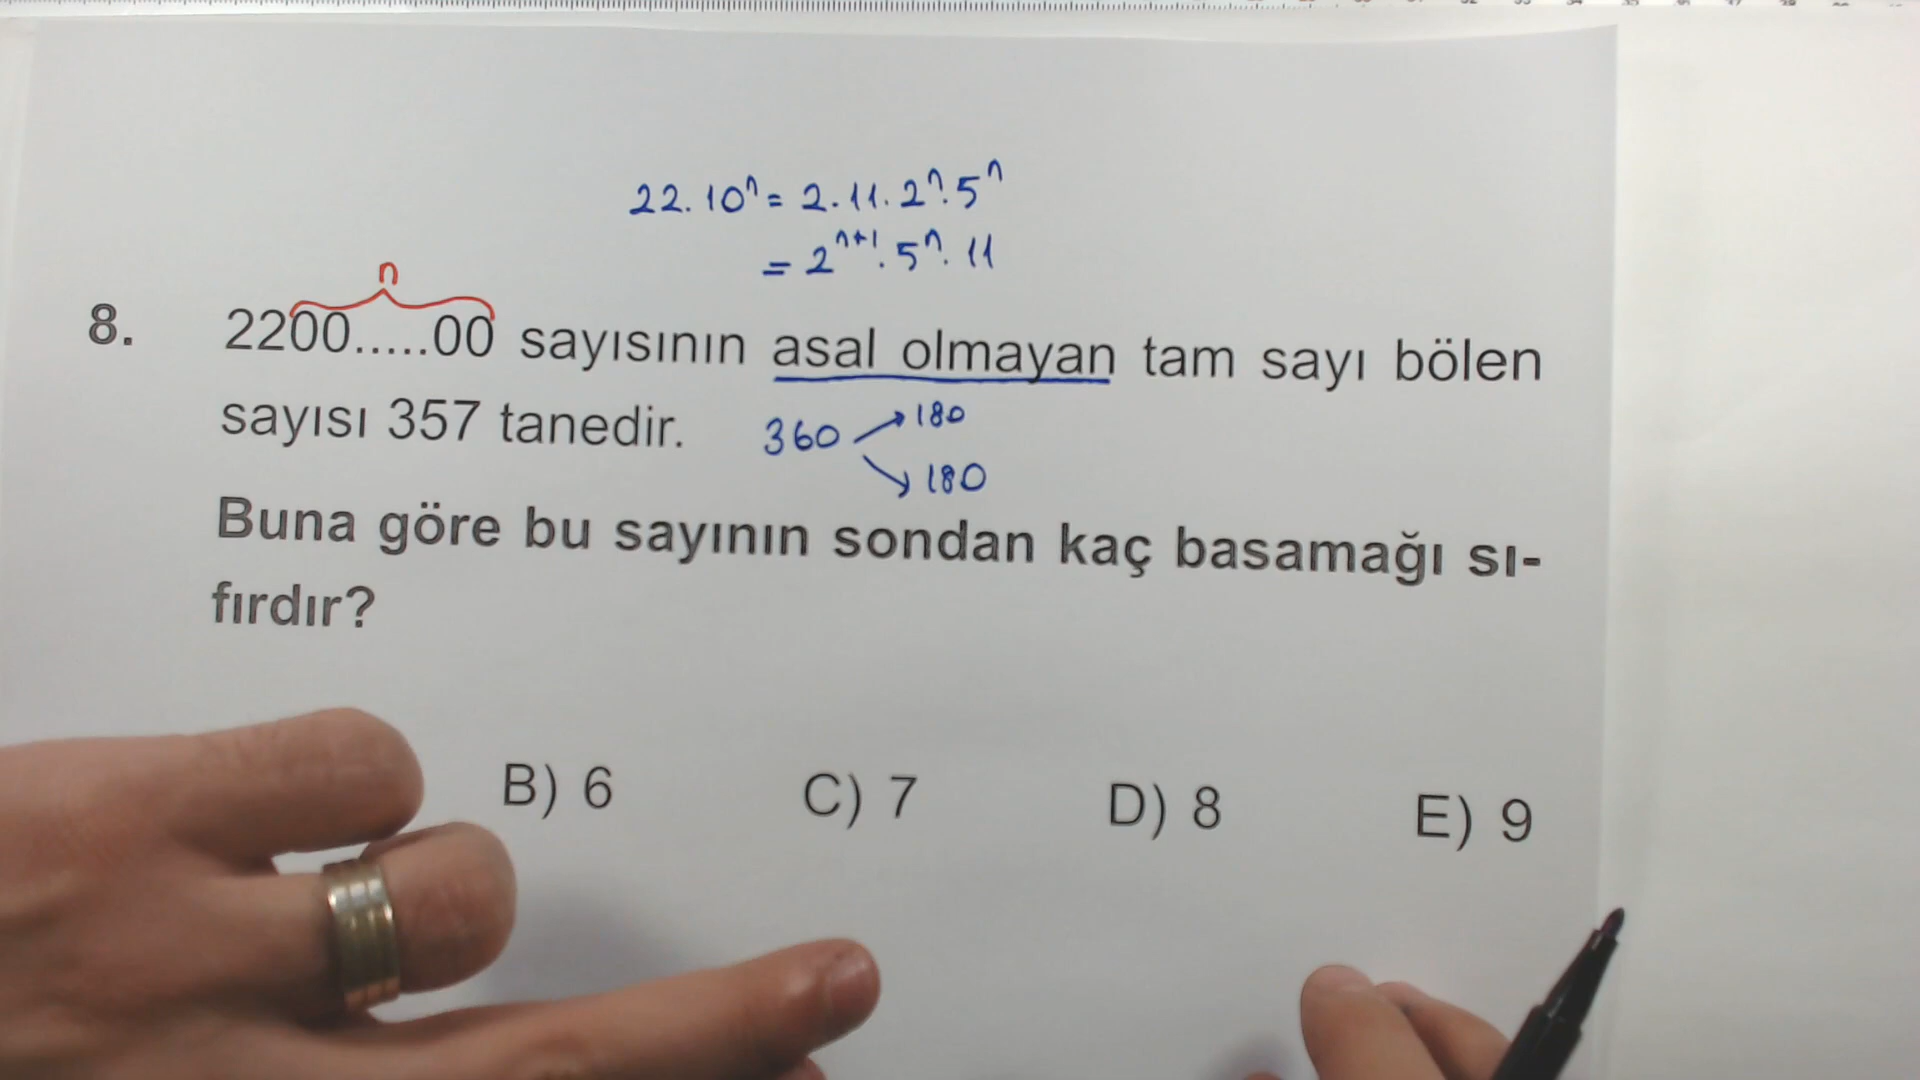 22.10ⁿ = 2.11.2ⁿ.5ⁿ
= 2ⁿ⁺¹.5ⁿ.11
n
8. 2200.....00 sayısının asal olmayan tam sayı bölen
sayısı 357 tanedir. 360 → 180
↘ 180
Buna göre bu sayının sondan kaç basamağı sı-
fırdır?
B) 6 C) 7 D) 8 E) 9